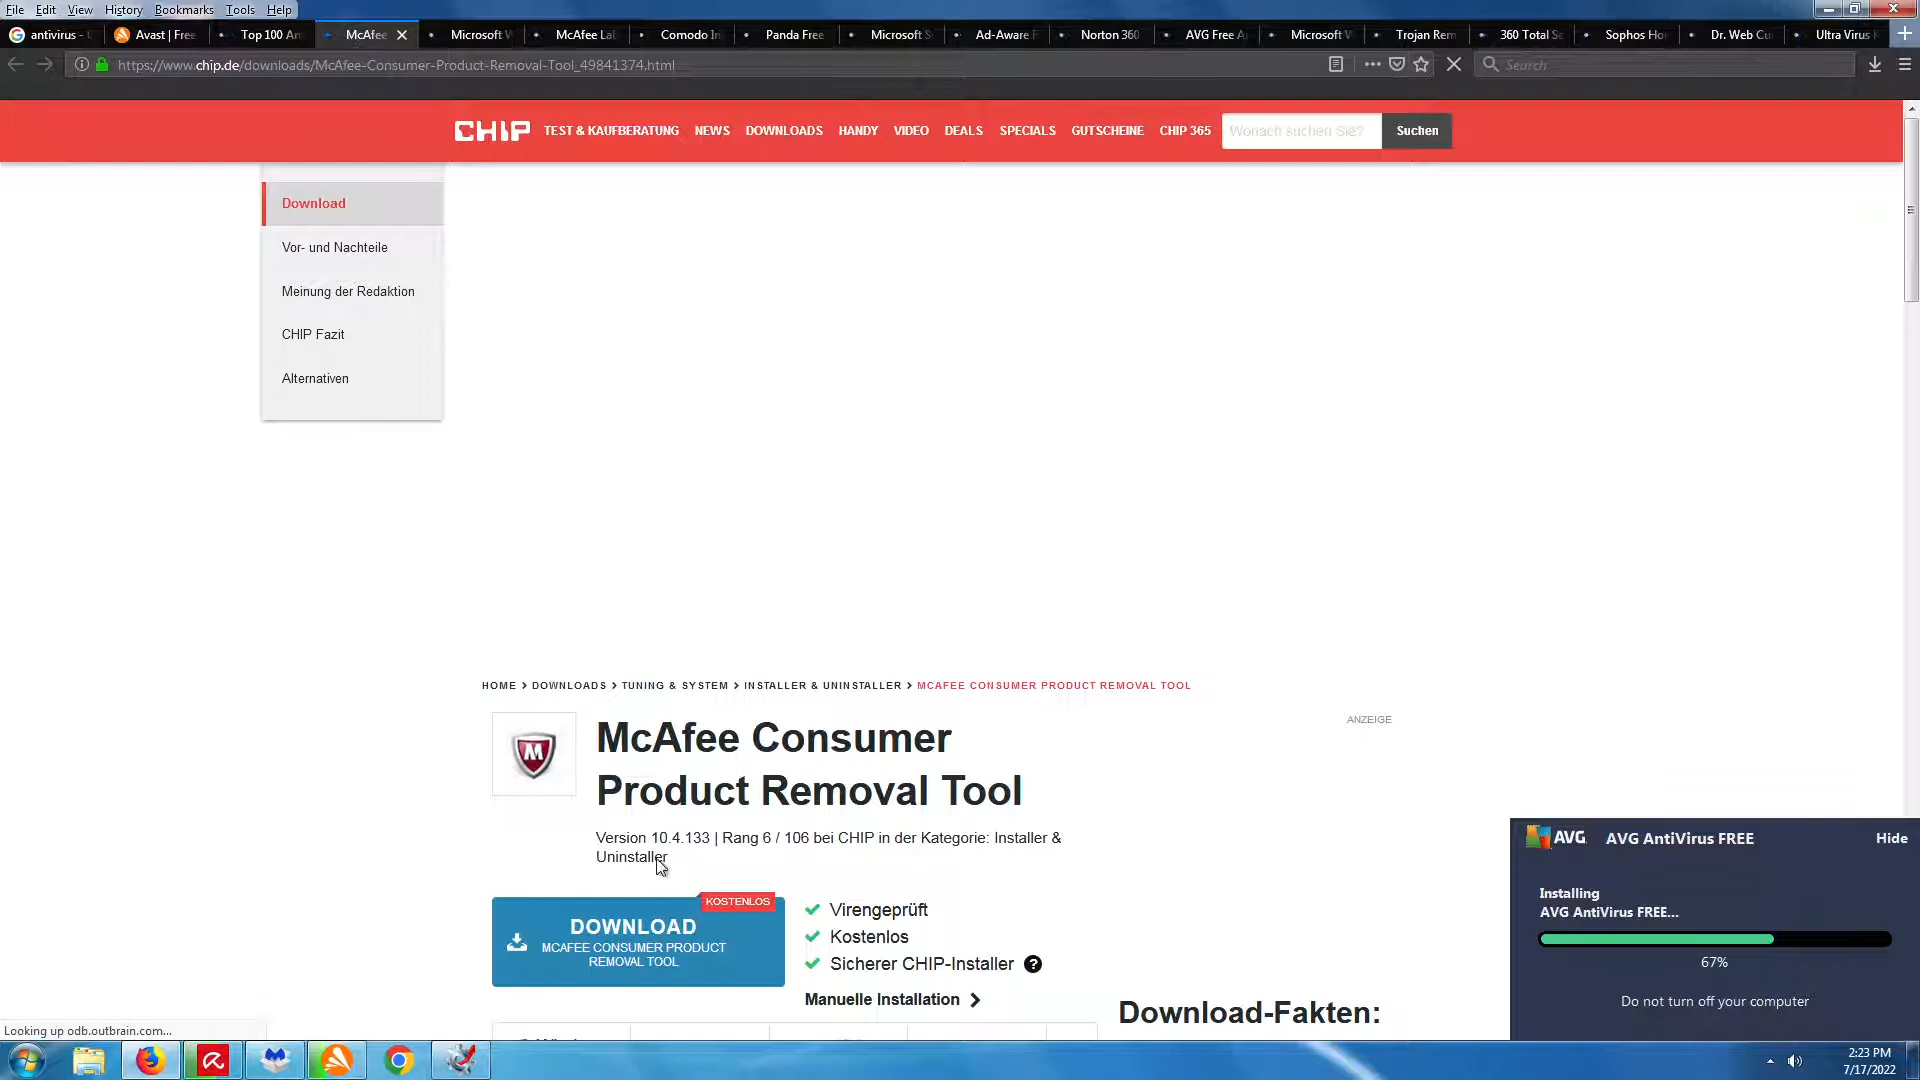 File Edit View History Bookmarks Tools Help
antivirus - Avast | Free Top 100 An McAfee Microsoft W McAfee La Comodo In Panda Free Microsoft S Ad-Aware Norton 360 AVG Free A Microsoft W Trojan Rem 360 Total Se Sophos Ho Dr. Web Cu Ultra Virus
https://www.chip.de/downloads/McAfee-Consumer-Product-Removal-Tool_49841374.html
Search
CHIP TEST & KAUFBERATUNG NEWS DOWNLOADS HANDY VIDEO DEALS SPECIALS GUTSCHEINE CHIP 365 Wonach suchen Sie? Suchen
Download
Vor- und Nachteile
Meinung der Redaktion
CHIP Fazit
Alternativen
HOME > DOWNLOADS > TUNING & SYSTEM > INSTALLER & UNINSTALLER > MCAFEE CONSUMER PRODUCT REMOVAL TOOL
McAfee Consumer
Product Removal Tool
ANZEIGE
Version 10.4.133 | Rang 6 / 106 bei CHIP in der Kategorie: Installer &
Uninstaller
KOSTENLOS
DOWNLOAD
MCAFEE CONSUMER PRODUCT
REMOVAL TOOL
Virengeprüft
Kostenlos
Sicherer CHIP-Installer ?
Manuelle Installation
Download-Fakten:
AVG AVG AntiVirus FREE Hide
Installing
AVG AntiVirus FREE...
67%
Do not turn off your computer
Looking up odb.outbrain.com...
2:23 PM
7/17/2022